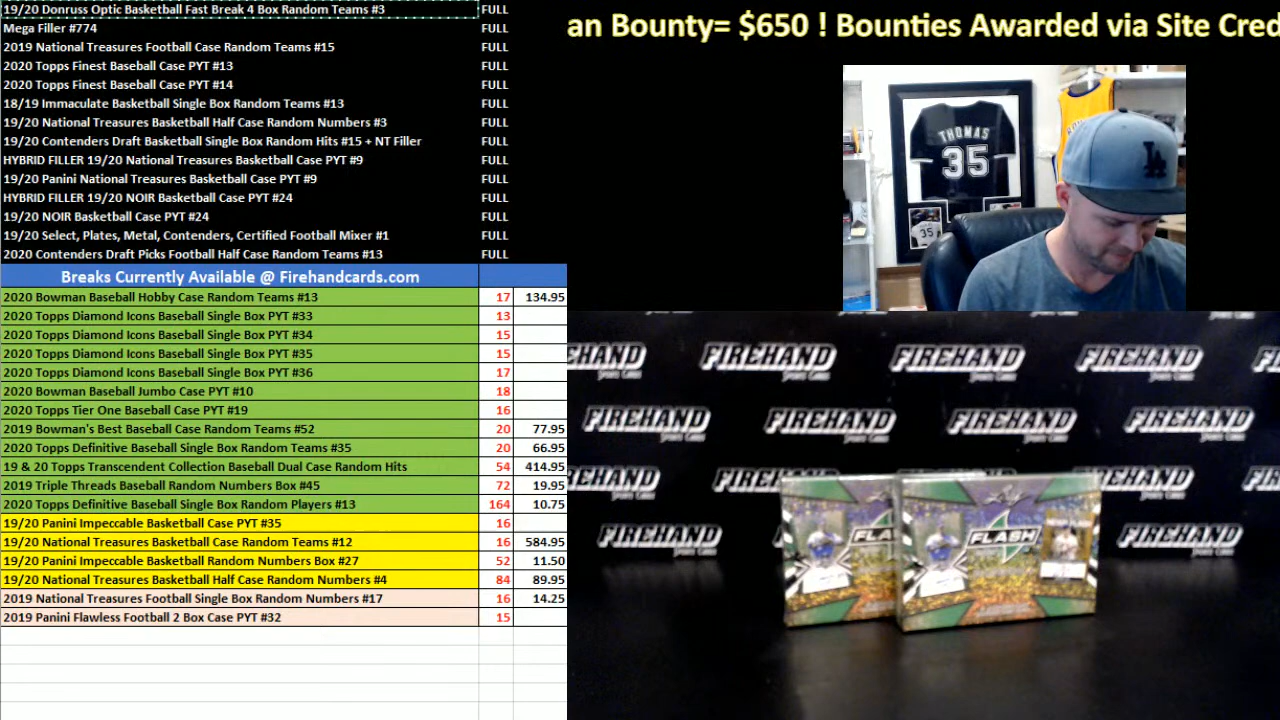 19/20 Donruss Optic Basketball Fast Break 4 Box Random Teams #3 FULL
Mega Filler #774 FULL
2019 National Treasures Football Case Random Teams #15 FULL
2020 Topps Finest Baseball Case PYT #13 FULL
2020 Topps Finest Baseball Case PYT #14 FULL
18/19 Immaculate Basketball Single Box Random Teams #13 FULL
19/20 National Treasures Basketball Half Case Random Numbers #3 FULL
19/20 Contenders Draft Basketball Single Box Random Hits #15 + NT Filler FULL
HYBRID FILLER 19/20 National Treasures Basketball Case PYT #9 FULL
19/20 Panini National Treasures Basketball Case PYT #9 FULL
HYBRID FILLER 19/20 NOIR Basketball Case PYT #24 FULL
19/20 NOIR Basketball Case PYT #24 FULL
19/20 Select, Plates, Metal, Contenders, Certified Football Mixer #1 FULL
2020 Contenders Draft Picks Football Half Case Random Teams #13 FULL
Breaks Currently Available @ Firehandcards.com
2020 Bowman Baseball Hobby Case Random Teams #13 17 134.95
2020 Topps Diamond Icons Baseball Single Box PYT #33 13
2020 Topps Diamond Icons Baseball Single Box PYT #34 15
2020 Topps Diamond Icons Baseball Single Box PYT #35 15
2020 Topps Diamond Icons Baseball Single Box PYT #36 17
2020 Bowman Baseball Jumbo Case PYT #10 18
2020 Topps Tier One Baseball Case PYT #19 16
2019 Bowman's Best Baseball Case Random Teams #52 20 77.95
2020 Topps Definitive Baseball Single Box Random Teams #35 20 66.95
19 & 20 Topps Transcendent Collection Baseball Dual Case Random Hits 54 414.95
2019 Triple Threads Baseball Random Numbers Box #45 72 19.95
2020 Topps Definitive Baseball Single Box Random Players #13 164 10.75
19/20 Panini Impeccable Basketball Case PYT #35 16
19/20 National Treasures Basketball Case Random Teams #12 16 584.95
19/20 Panini Impeccable Basketball Random Numbers Box #27 52 11.50
19/20 National Treasures Basketball Half Case Random Numbers #4 84 89.95
2019 National Treasures Football Single Box Random Numbers #17 16 14.25
2019 Panini Flawless Football 2 Box Case PYT #32 15
an Bounty= $650 ! Bounties Awarded via Site Cred
THOMAS
35
35
LA
FIREHAND FIREHAND FIREHAND FIREHAND FIREHAND
FIREHAND FIREHAND FIREHAND FIREHAND
FIREHAND FIREHAND
FIREHAND FIREHAND
FLA
FLASH